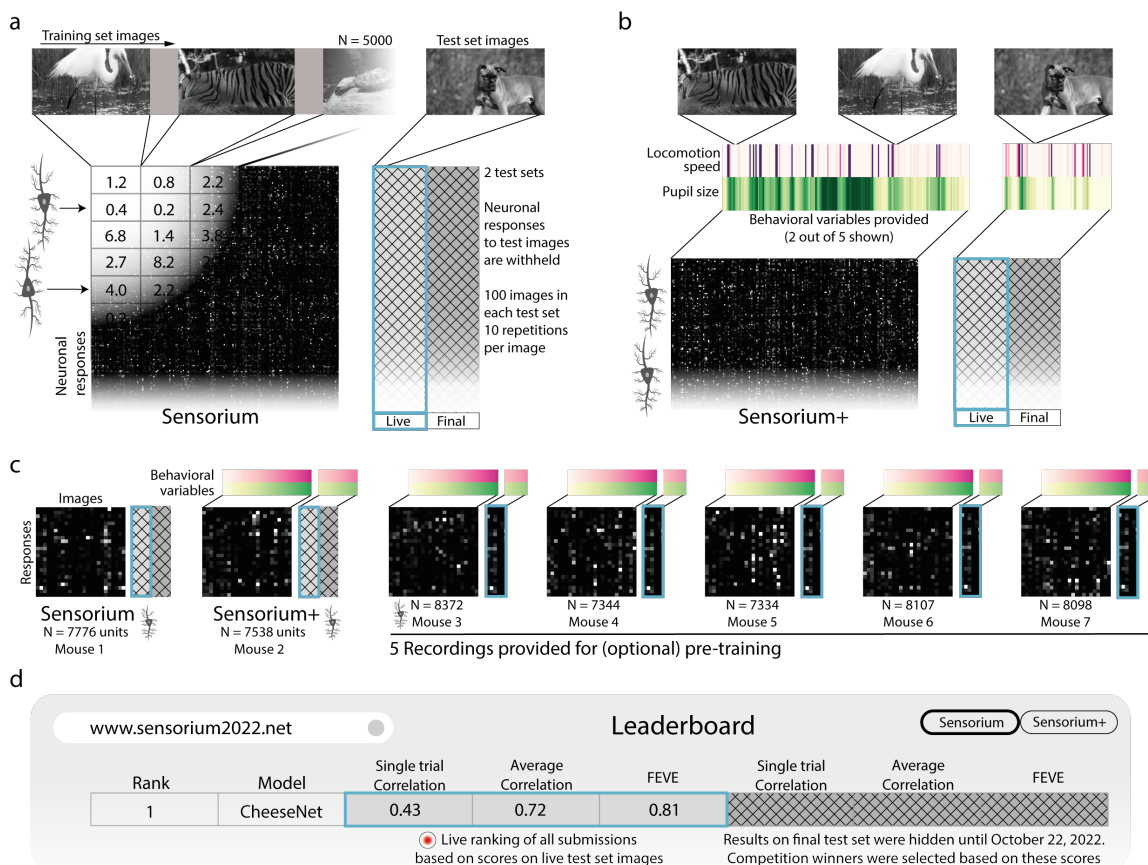 a
Training set images
N = 5000
Test set images
1.2 0.8 2.2
0.4 0.2 2.4
6.8 1.4 3.8
2.7 8.2
4.0 2.2
Neuronal
responses
Sensorium
2 test sets
Neuronal
responses
to test images
are withheld
100 images in
each test set
10 repetitions
per image
Live
Final
b
Locomotion
speed
Pupil size
Behavioral variables provided
(2 out of 5 shown)
Sensorium+
Live
Final
c
Behavioral
variables
Images
Responses
Sensorium
N = 7776 units
Mouse 1
Sensorium+
N = 7538 units
Mouse 2
N = 8372
Mouse 3
N = 7344
Mouse 4
N = 7334
Mouse 5
N = 8107
Mouse 6
N = 8098
Mouse 7
5 Recordings provided for (optional) pre-training
d
www.sensorium2022.net
Leaderboard
Sensorium
Sensorium+
Rank
Model
Single trial
Correlation
Average
Correlation
FEVE
Single trial
Correlation
Average
Correlation
FEVE
1 CheeseNet 0.43 0.72 0.81
Live ranking of all submissions
based on scores on live test set images
Results on final test set were hidden until October 22, 2022.
Competition winners were selected based on these scores